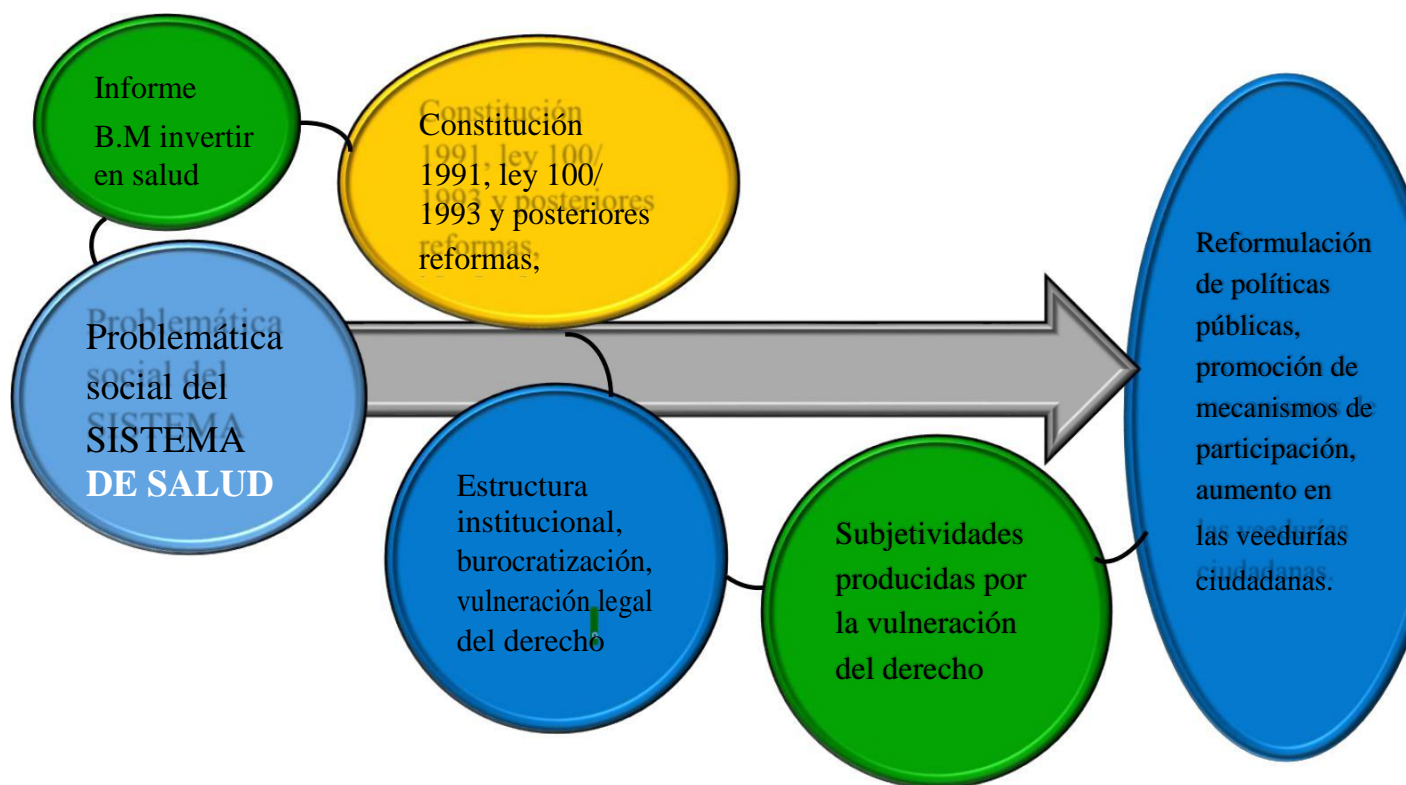 Informe
B.M invertir
en salud
Constitución
1991, ley 100/
1993 y posteriores
reformas,
Problemática
social del
SISTEMA
DE SALUD
Estructura
institucional,
burocratización,
vulneración legal
del derecho
Subjetividades
producidas por
la vulneración
del derecho
Reformulación
de políticas
públicas,
promoción de
mecanismos de
participación,
aumento en
las veedurías
ciudadanas.